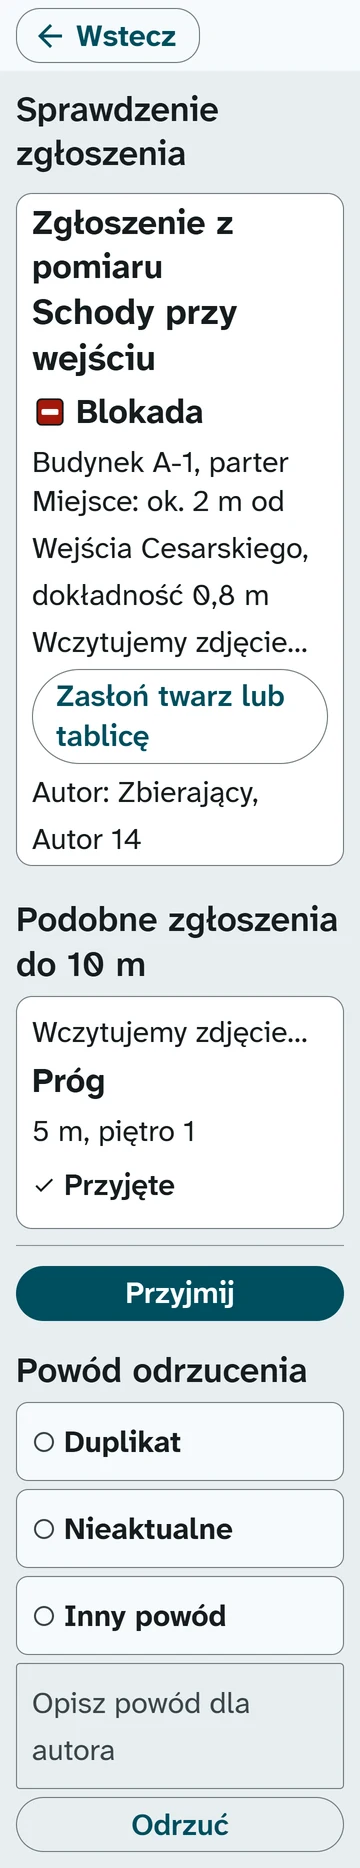 Wstecz
Sprawdzenie
zgłoszenia
Zgłoszenie z
pomiaru
Schody przy
wejściu
Blokada
Budynek A-1, parter
Miejsce: ok. 2 m od
Wejścia Cesarskiego,
dokładność 0,8 m
Wczytujemy zdjęcie...
Zasłoń twarz lub
tablicę
Autor: Zbierający,
Autor 14
Podobne zgłoszenia
do 10 m
Wczytujemy zdjęcie...
Próg
5 m, piętro 1
Przyjęte
Przyjmij
Powód odrzucenia
Duplikat
Nieaktualne
Inny powód
Opisz powód dla
autora
Odrzuć